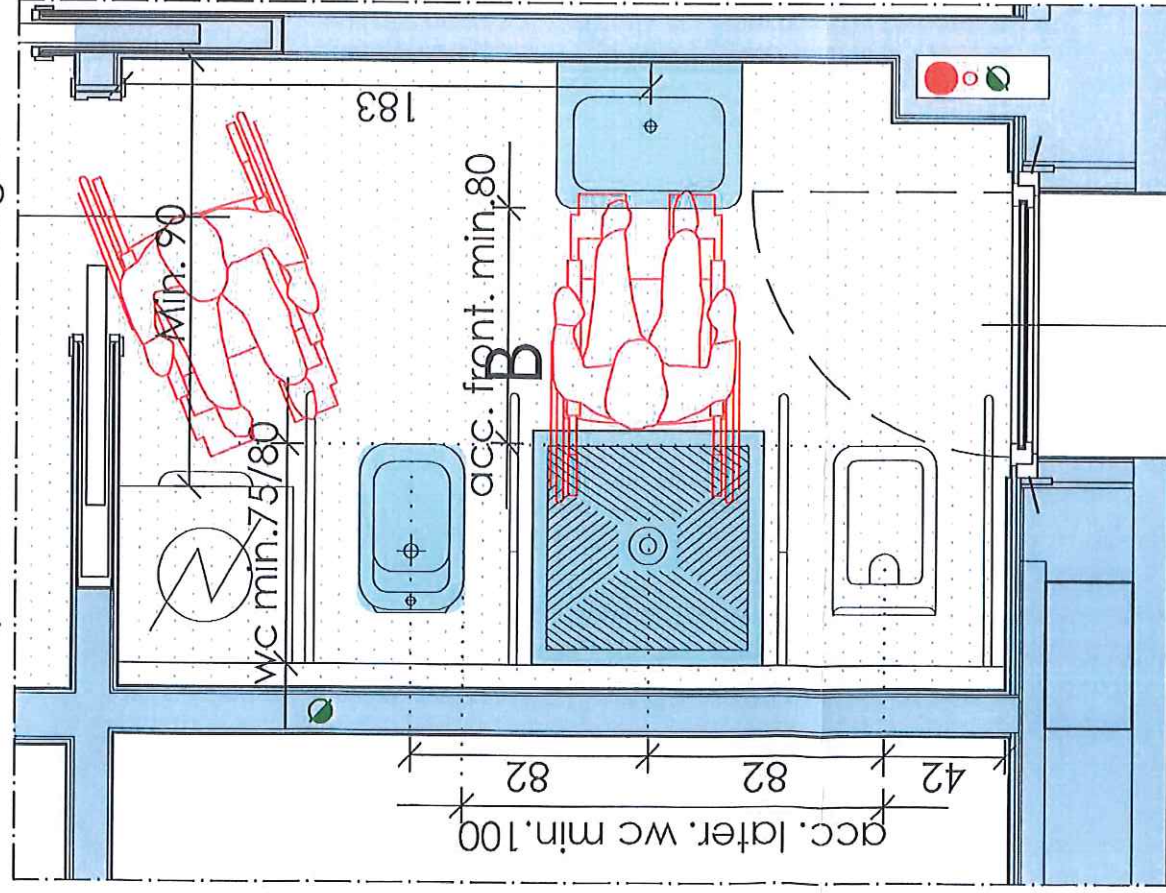 183
Min. 90
acc. front. min.80
B
wc min.75/80
82
82
42
acc. later. wc min.100